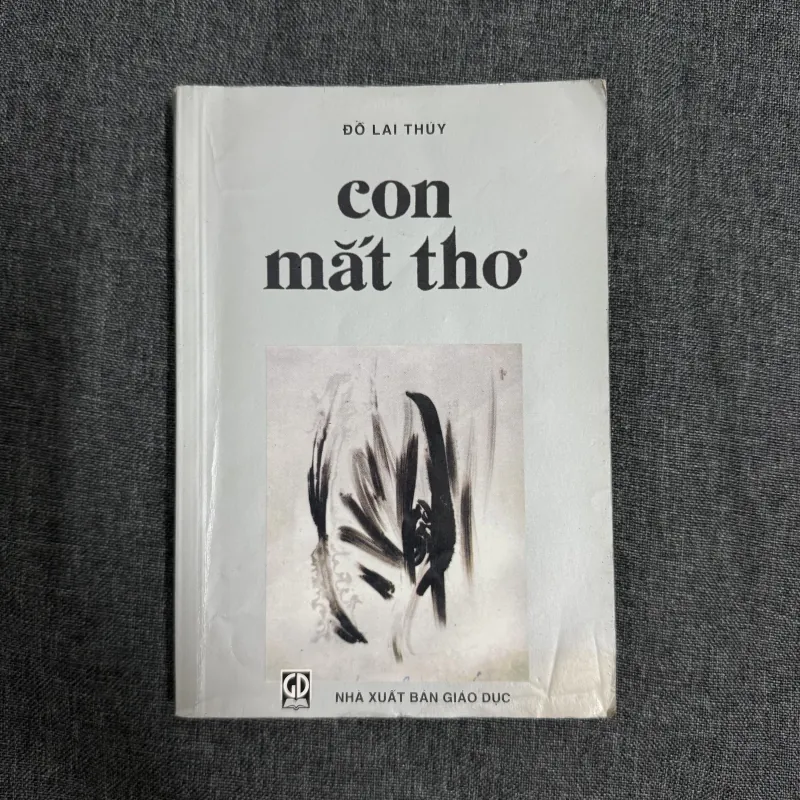 ĐỖ LAI THÚY
con
mắt thơ
GD
NHÀ XUẤT BẢN GIÁO DỤC